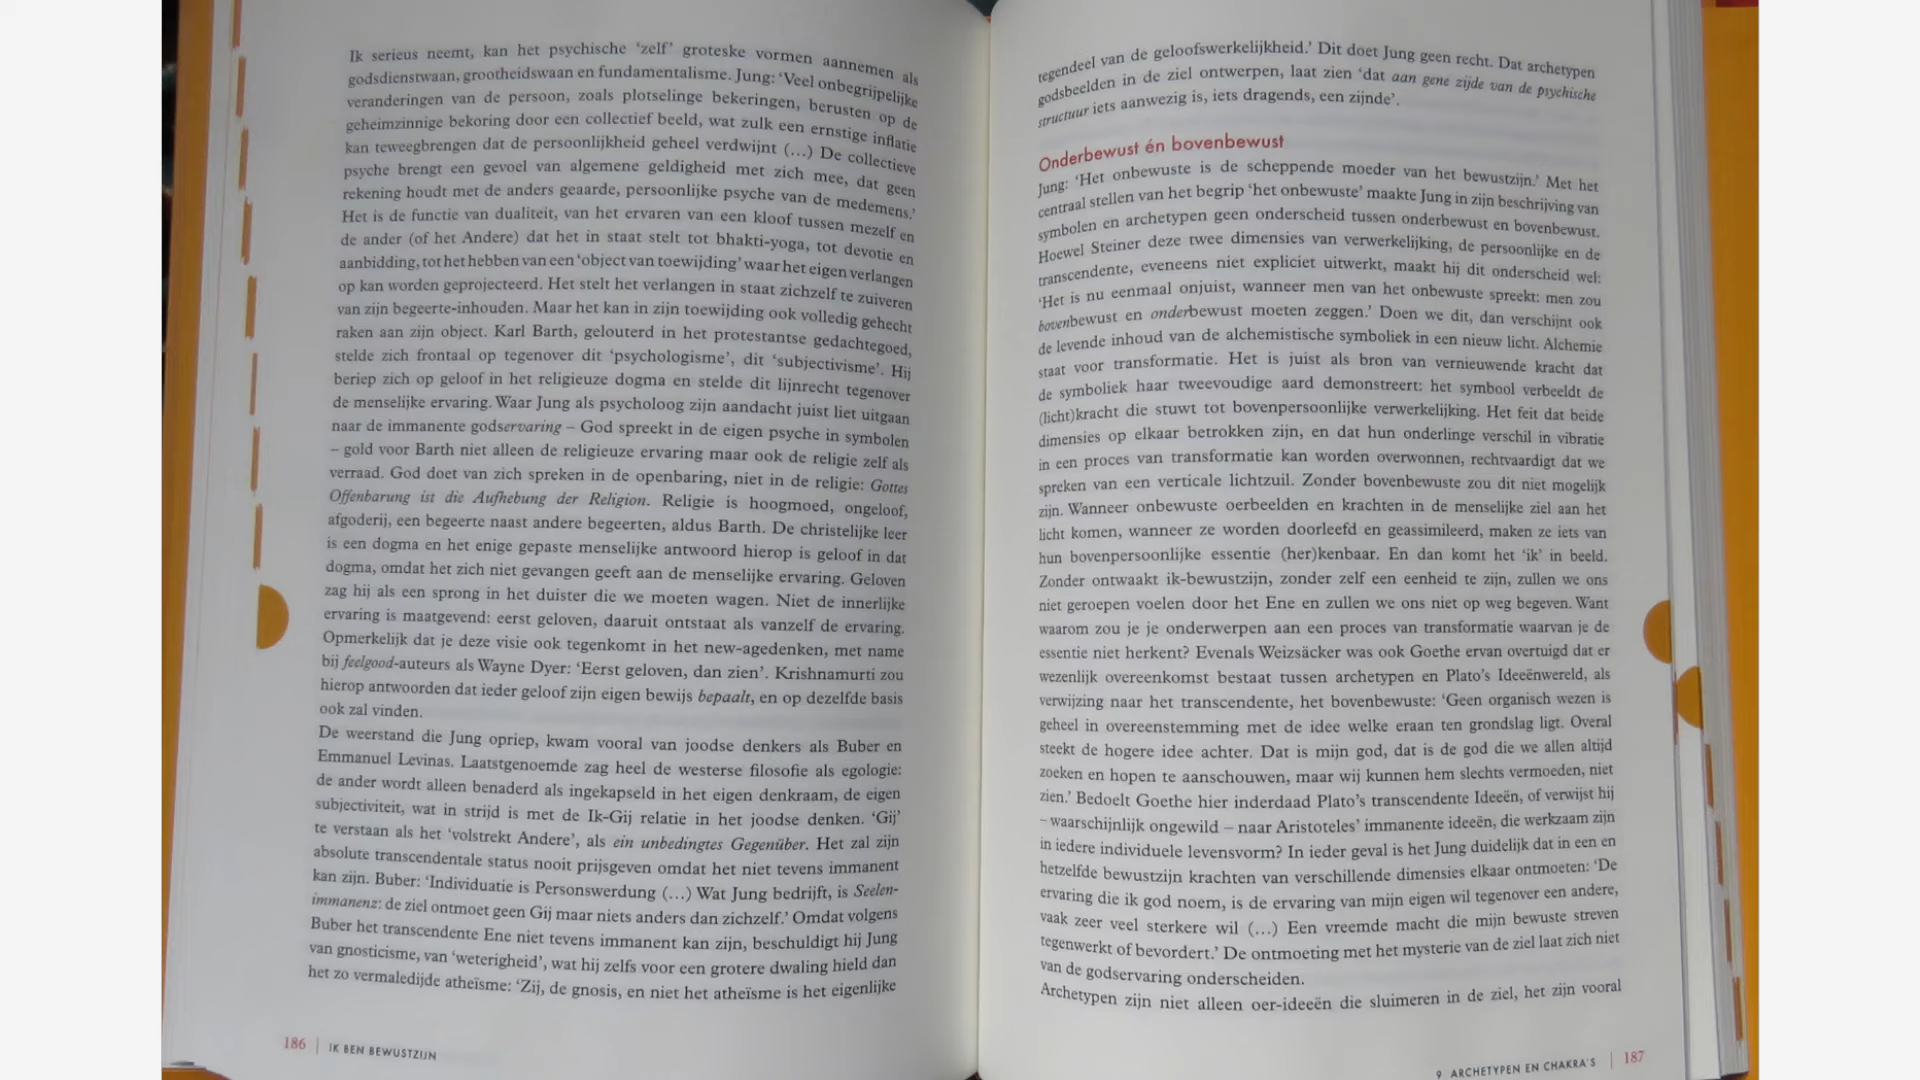 Ik serieus neemt, kan het psychische ‘zelf’ groteske vormen aannemen als
godsdienstwaan, grootheidswaan en fundamentalisme. Jung: ‘Veel onbegrijpelijke
veranderingen van de persoon, zoals plotselinge bekeringen, berusten op de
geheimzinnige bekoring door een collectief beeld, wat zulk een ernstige inflatie
kan teweegbrengen dat de persoonlijkheid geheel verdwijnt (…) De collectieve
psyche brengt een gevoel van algemene geldigheid met zich mee, dat geen
rekening houdt met de anders geaarde, persoonlijke psyche van de medemens.’
Het is de functie van dualiteit, van het ervaren van een kloof tussen mezelf en
de ander (of het Andere) dat het in staat stelt tot bhakti-yoga, tot devotie en
aanbidding, tot het hebben van een ‘object van toewijding’ waar het eigen verlangen
op kan worden geprojecteerd. Het stelt het verlangen in staat zichzelf te zuiveren
van zijn begeerte-inhouden. Maar het kan in zijn toewijding ook volledig gehecht
raken aan zijn object. Karl Barth, gelouterd in het protestantse gedachtegoed,
stelde zich frontaal op tegenover dit ‘psychologisme’, dit ‘subjectivisme’. Hij
beriep zich op geloof in het religieuze dogma en stelde dit lijnrecht tegenover
de menselijke ervaring. Waar Jung als psycholoog zijn aandacht juist liet uitgaan
naar de immanente godservaring – God spreekt in de eigen psyche in symbolen
– gold voor Barth niet alleen de religieuze ervaring maar ook de religie zelf als
verraad. God doet van zich spreken in de openbaring, niet in de religie: Gottes
Offenbarung ist die Aufhebung der Religion. Religie is hoogmoed, ongeloof,
afgoderij, een begeerte naast andere begeerten, aldus Barth. De christelijke leer
is een dogma en het enige gepaste menselijke antwoord hierop is geloof in dat
dogma, omdat het zich niet gevangen geeft aan de menselijke ervaring. Geloven
zag hij als een sprong in het duister die we moeten wagen. Niet de innerlijke
ervaring is maatgevend: eerst geloven, daaruit ontstaat als vanzelf de ervaring.
Opmerkelijk dat je deze visie ook tegenkomt in het new-agedenken, met name
bij feelgood-auteurs als Wayne Dyer: ‘Eerst geloven, dan zien’. Krishnamurti zou
hierop antwoorden dat ieder geloof zijn eigen bewijs bepaalt, en op dezelfde basis
ook zal vinden.
De weerstand die Jung opriep, kwam vooral van joodse denkers als Buber en
Emmanuel Levinas. Laatstgenoemde zag heel de westerse filosofie als egologie:
de ander wordt alleen benaderd als ingekapseld in het eigen denkraam, de eigen
subjectiviteit, wat in strijd is met de Ik-Gij relatie in het joodse denken. ‘Gij’
te verstaan als het ‘volstrekt Andere’, als ein unbedingtes Gegenüber. Het zal zijn
absolute transcendentale status nooit prijsgeven omdat het niet tevens immanent
kan zijn. Buber: ‘Individuatie is Personswerdung (…) Wat Jung bedrijft, is Seelen-
immanenz: de ziel ontmoet geen Gij maar niets anders dan zichzelf.’ Omdat volgens
Buber het transcendente Ene niet tevens immanent kan zijn, beschuldigt hij Jung
van gnosticisme, van ‘weterigheid’, wat hij zelfs voor een grotere dwaling hield dan
het zo vermaledijde atheïsme: ‘Zij, de gnosis, en niet het atheïsme is het eigenlijke
186 | IK BEN BEWUSTZIJN
tegendeel van de geloofswerkelijkheid.’ Dit doet Jung geen recht. Dat archetypen
godsbeelden in de ziel ontwerpen, laat zien ‘dat aan gene zijde van de psychische
structuur iets aanwezig is, iets dragends, een zijnde’.
Onderbewust én bovenbewust
Jung: ‘Het onbewuste is de scheppende moeder van het bewustzijn.’ Met het
centraal stellen van het begrip ‘het onbewuste’ maakte Jung in zijn beschrijving van
symbolen en archetypen geen onderscheid tussen onderbewust en bovenbewust.
Hoewel Steiner deze twee dimensies van verwerkelijking, de persoonlijke en de
transcendente, eveneens niet expliciet uitwerkt, maakt hij dit onderscheid wel:
‘Het is nu eenmaal onjuist, wanneer men van het onbewuste spreekt: men zou
bovenbewust en onderbewust moeten zeggen.’ Doen we dit, dan verschijnt ook
de levende inhoud van de alchemistische symboliek in een nieuw licht. Alchemie
staat voor transformatie. Het is juist als bron van vernieuwende kracht dat
de symboliek haar tweevoudige aard demonstreert: het symbool verbeeldt de
(licht)kracht die stuwt tot bovenpersoonlijke verwerkelijking. Het feit dat beide
dimensies op elkaar betrokken zijn, en dat hun onderlinge verschil in vibratie
in een proces van transformatie kan worden overwonnen, rechtvaardigt dat we
spreken van een verticale lichtzuil. Zonder bovenbewuste zou dit niet mogelijk
zijn. Wanneer onbewuste oerbeelden en krachten in de menselijke ziel aan het
licht komen, wanneer ze worden doorleefd en geassimileerd, maken ze iets van
hun bovenpersoonlijke essentie (her)kenbaar. En dan komt het ‘ik’ in beeld.
Zonder ontwaakt ik-bewustzijn, zonder zelf een eenheid te zijn, zullen we ons
niet geroepen voelen door het Ene en zullen we ons niet op weg begeven. Want
waarom zou je je onderwerpen aan een proces van transformatie waarvan je de
essentie niet herkent? Evenals Weizsäcker was ook Goethe ervan overtuigd dat er
wezenlijk overeenkomst bestaat tussen archetypen en Plato’s Ideeënwereld, als
verwijzing naar het transcendente, het bovenbewuste: ‘Geen organisch wezen is
geheel in overeenstemming met de idee welke eraan ten grondslag ligt. Overal
steekt de hogere idee achter. Dat is mijn god, dat is de god die we allen altijd
zoeken en hopen te aanschouwen, maar wij kunnen hem slechts vermoeden, niet
zien.’ Bedoelt Goethe hier inderdaad Plato’s transcendente Ideeën, of verwijst hij
– waarschijnlijk ongewild – naar Aristoteles’ immanente ideeën, die werkzaam zijn
in iedere individuele levensvorm? In ieder geval is het Jung duidelijk dat in een en
hetzelfde bewustzijn krachten van verschillende dimensies elkaar ontmoeten: ‘De
ervaring die ik god noem, is de ervaring van mijn eigen wil tegenover een andere,
vaak zeer veel sterkere wil (…) Een vreemde macht die mijn bewuste streven
tegenwerkt of bevordert.’ De ontmoeting met het mysterie van de ziel laat zich niet
van de godservaring onderscheiden.
Archetypen zijn niet alleen oer-ideeën die sluimeren in de ziel, het zijn vooral
9 ARCHETYPEN EN CHAKRA’S | 187